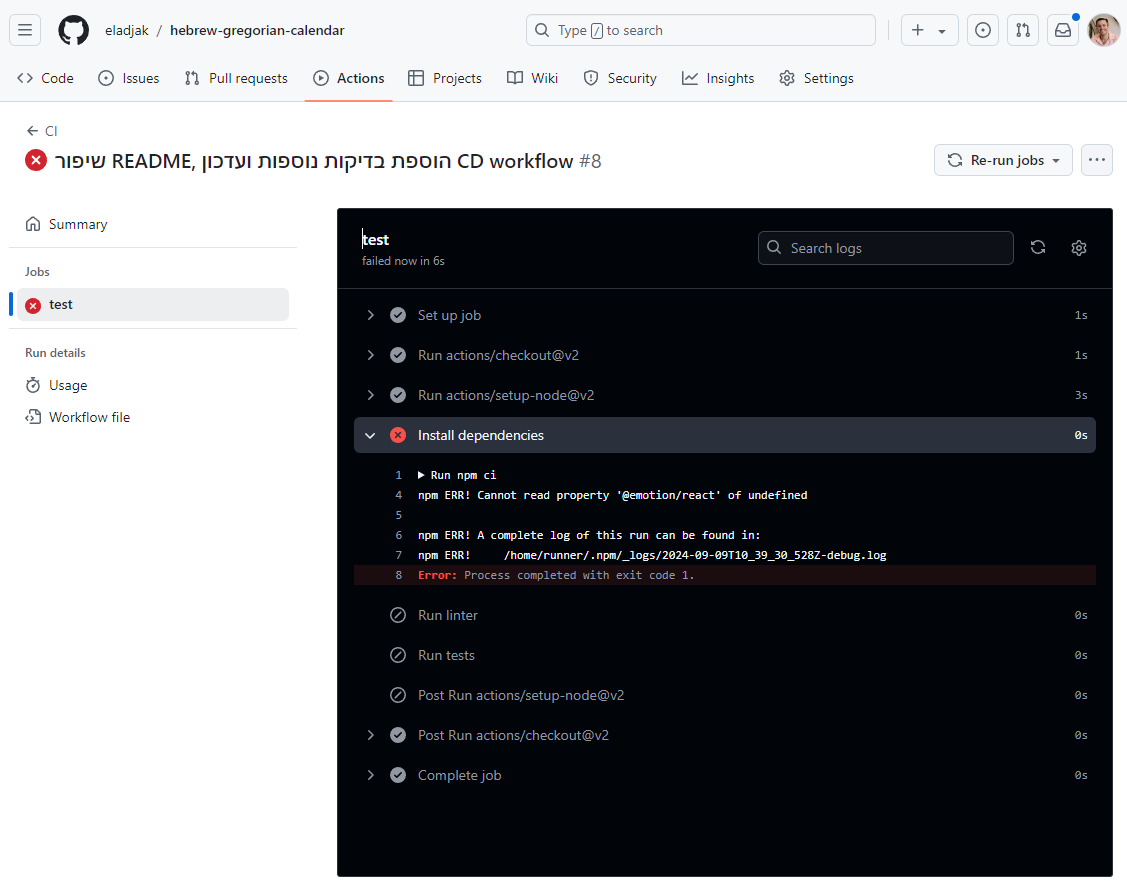 eladjak / hebrew-gregorian-calendar
Type / to search
Code Issues Pull requests Actions Projects Wiki Security Insights Settings
CI
שיפור README, הוספת בדיקות נוספות ועדכון CD workflow #8
Re-run jobs
Summary
Jobs
test
Run details
Usage
Workflow file
test
failed now in 6s
Search logs
Set up job 1s
Run actions/checkout@v2 1s
Run actions/setup-node@v2 3s
Install dependencies 0s
1 Run npm ci
4 npm ERR! Cannot read property '@emotion/react' of undefined
5
6 npm ERR! A complete log of this run can be found in:
7 npm ERR!     /home/runner/.npm/_logs/2024-09-09T10_39_30_528Z-debug.log
8 Error: Process completed with exit code 1.
Run linter 0s
Run tests 0s
Post Run actions/setup-node@v2 0s
Post Run actions/checkout@v2 0s
Complete job 0s